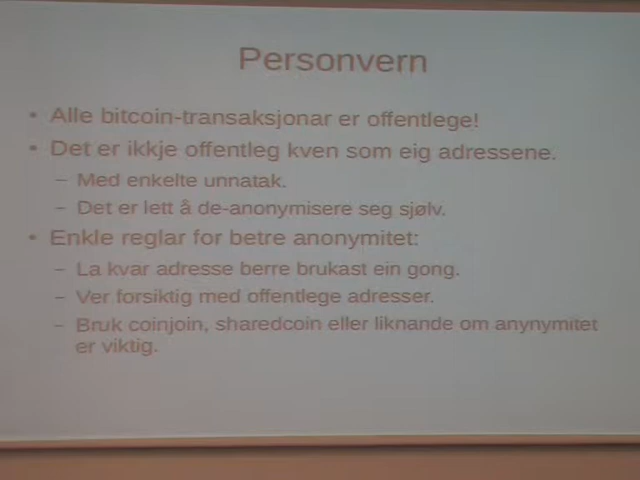 Personvern
• Alle bitcoin-transaksjonar er offentlege!
• Det er ikkje offentleg kven som eig adressene.
– Med enkelte unnatak.
– Det er lett å de-anonymisere seg sjølv.
• Enkle reglar for betre anonymitet:
– La kvar adresse berre brukast ein gong.
– Ver forsiktig med offentlege adresser.
– Bruk coinjoin, sharedcoin eller liknande om anynymitet
er viktig.